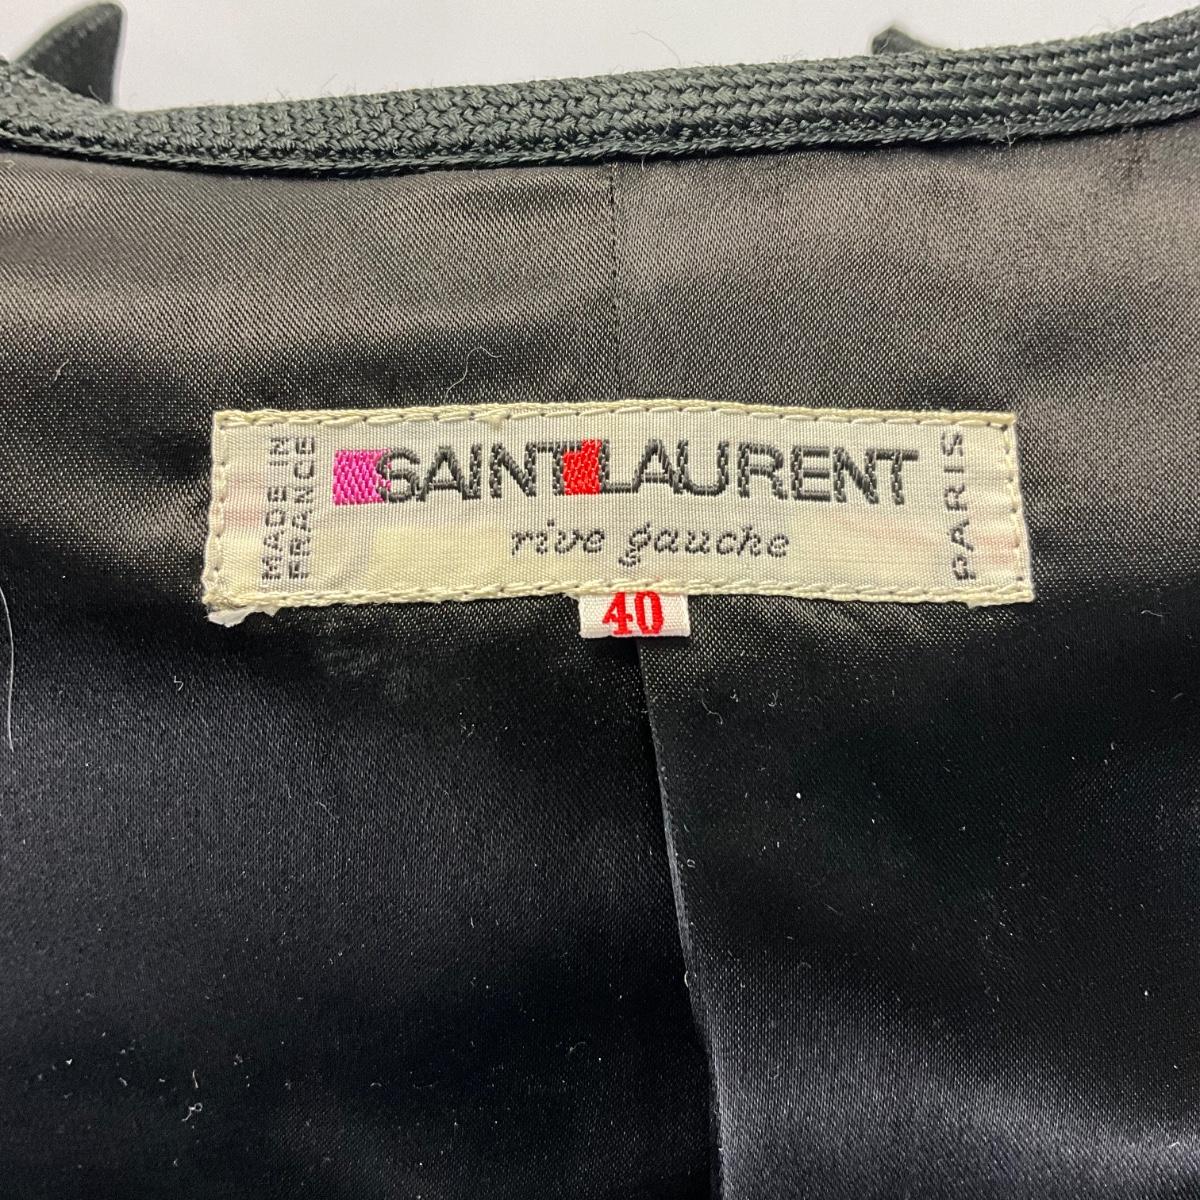 MADE IN
FRANCE
SAINT LAURENT
rive gauche
PARIS
40